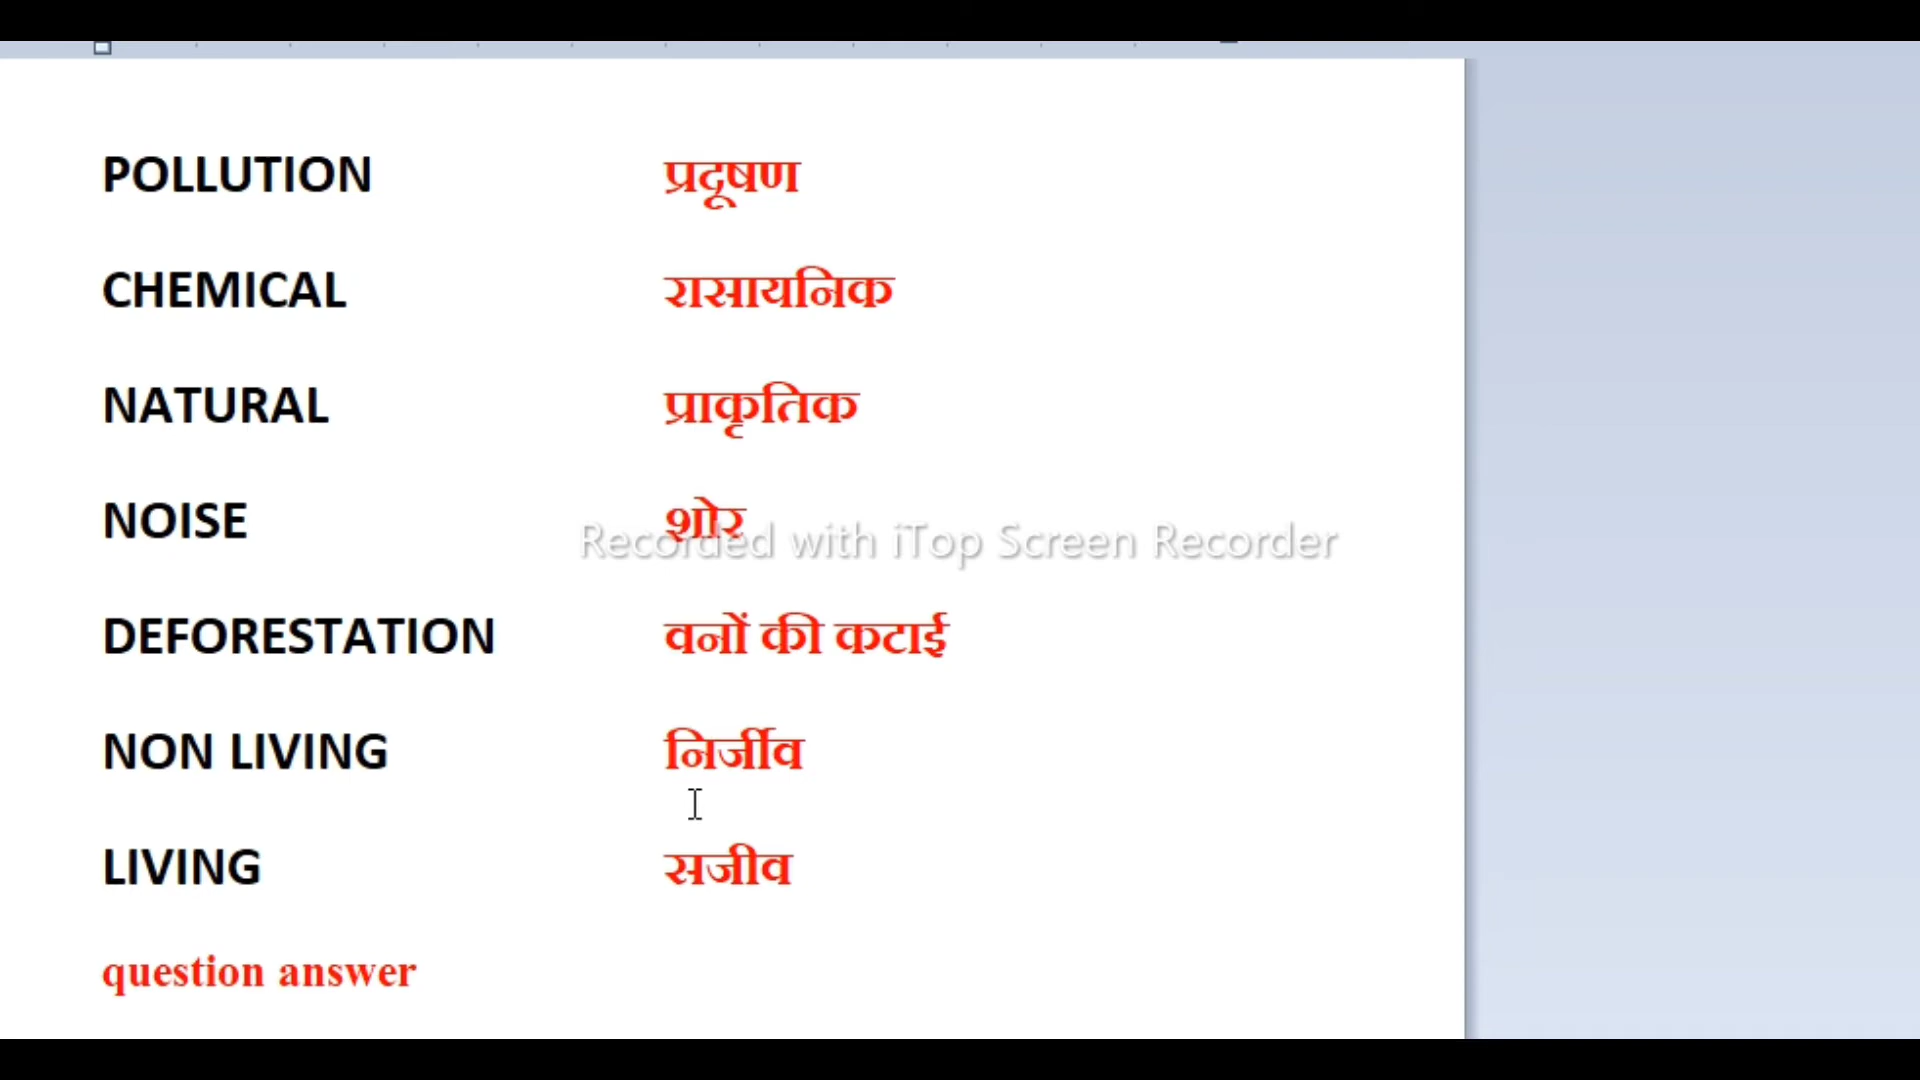 POLLUTION प्रदूषण
CHEMICAL रासायनिक
NATURAL प्राकृतिक
NOISE शोर
Recorded with iTop Screen Recorder
DEFORESTATION वनों की कटाई
NON LIVING निर्जीव
LIVING सजीव
question answer